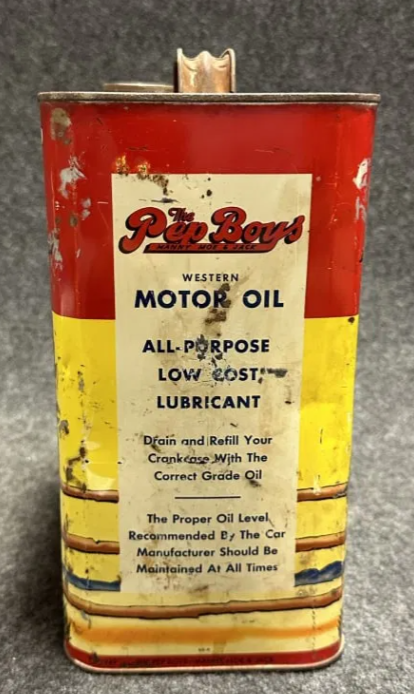 The
Pep Boys
MANNY MOE & JACK
WESTERN
MOTOR OIL
ALL-PURPOSE
LOW COST
LUBRICANT
Drain and Refill Your
Crankcase With The
Correct Grade Oil
The Proper Oil Level
Recommended By The Car
Manufacturer Should Be
Maintained At All Times